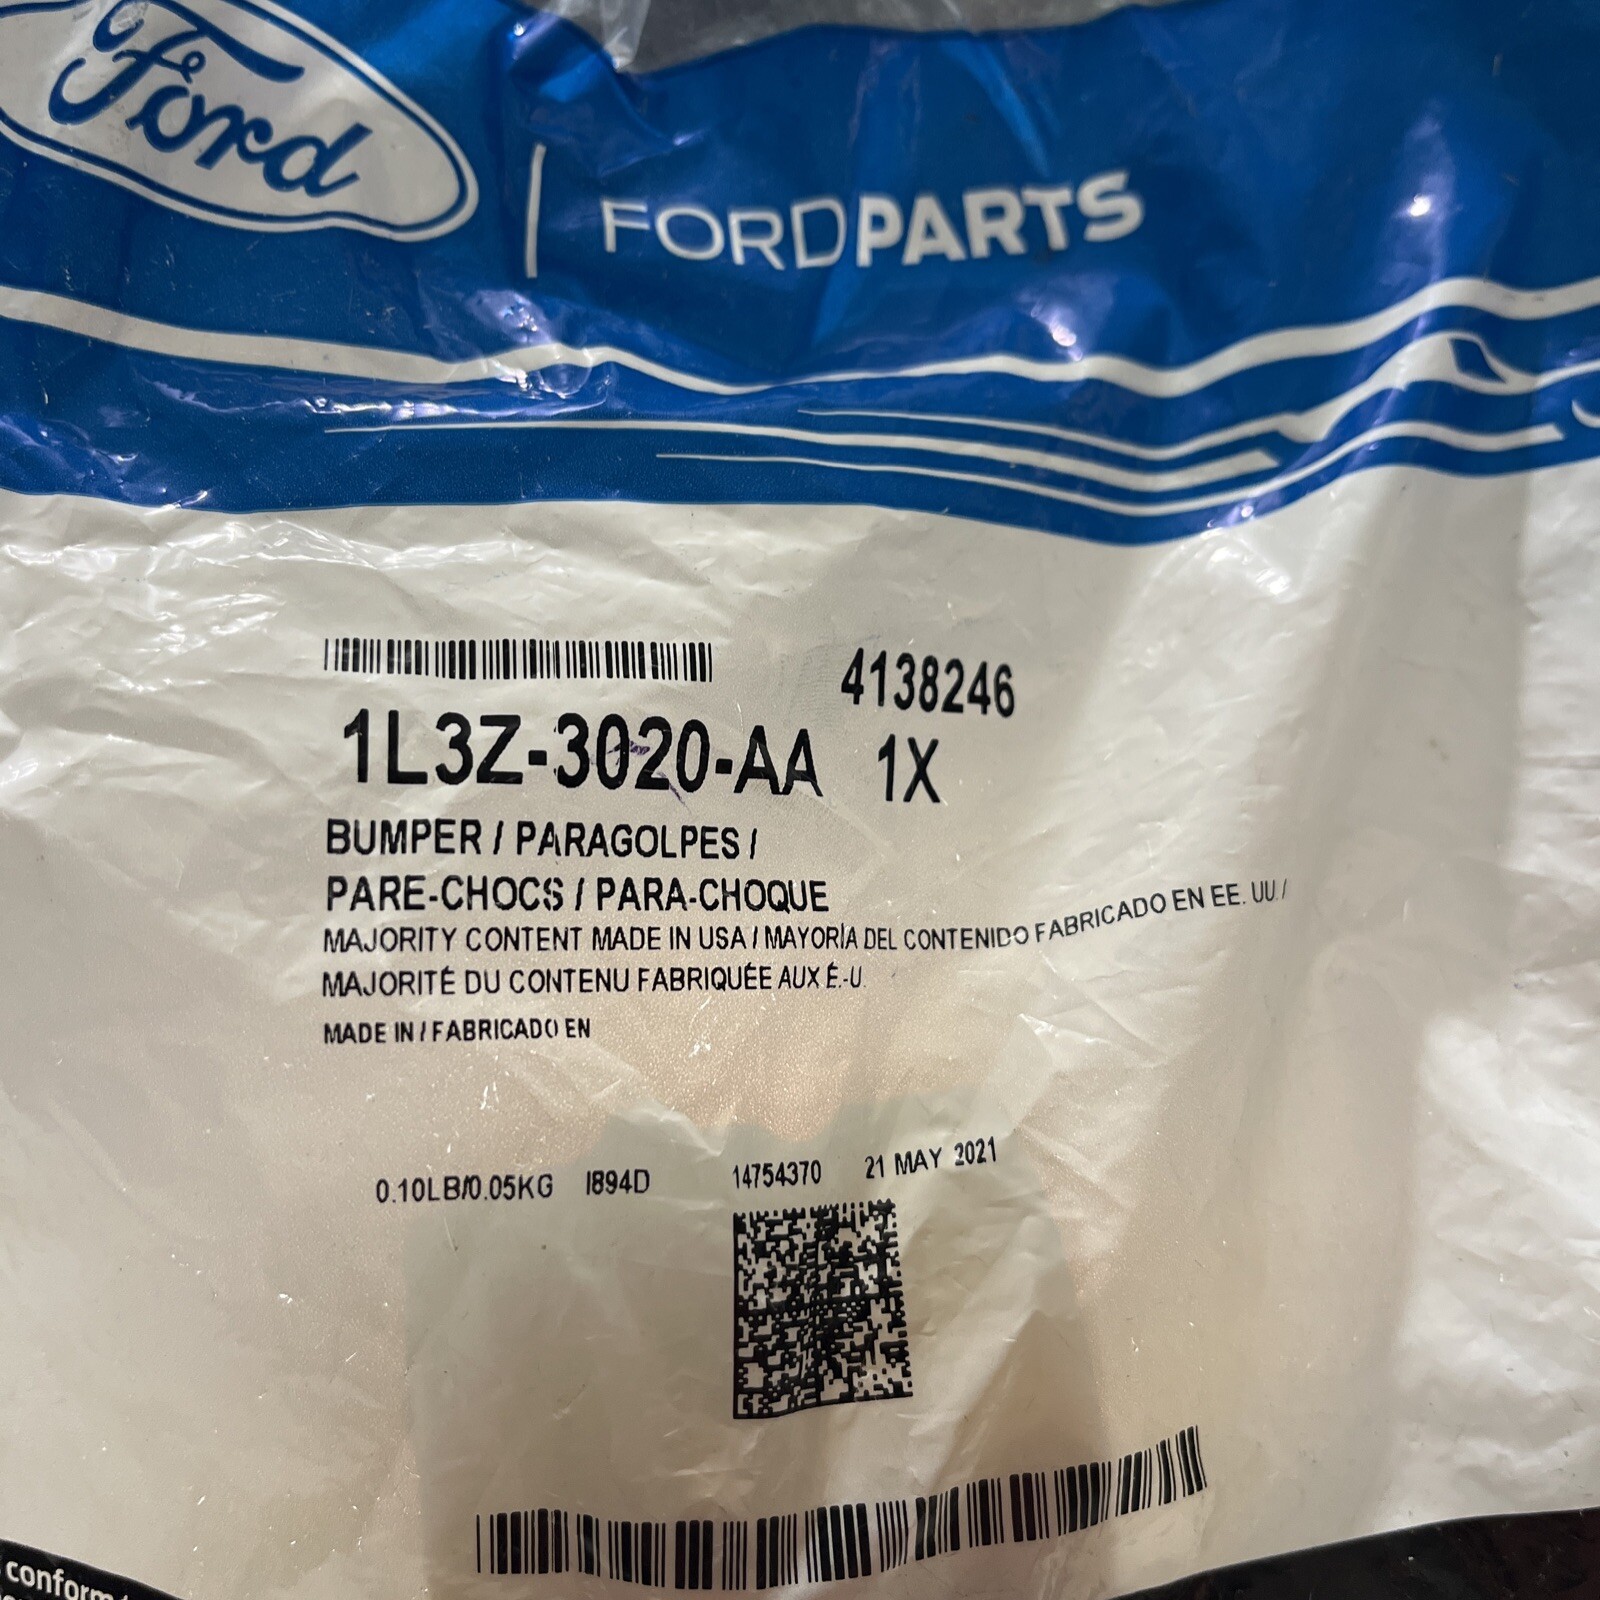 Ford | FORDPARTS
4138246
1L3Z-3020-AA 1X
BUMPER / PARAGOLPES /
PARE-CHOCS / PARA-CHOQUE
MAJORITY CONTENT MADE IN USA / MAYORÍA DEL CONTENIDO FABRICADO EN EE. UU. /
MAJORITÉ DU CONTENU FABRIQUÉE AUX É.-U.
MADE IN / FABRICADO EN
0.10LB/0.05KG I894D 14754370 21 MAY 2021